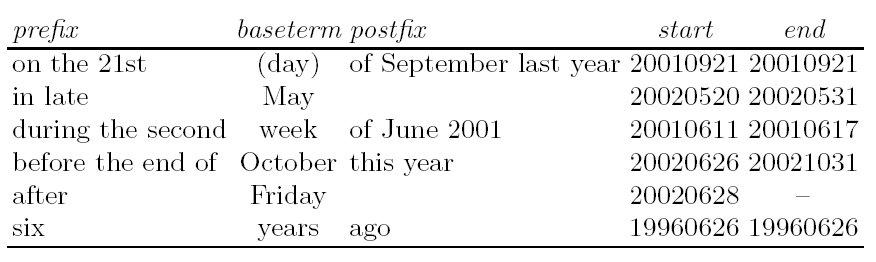 prefix baseterm postfix start end
on the 21st (day) of September last year 20010921 20010921
in late May 20020520 20020531
during the second week of June 2001 20010611 20010617
before the end of October this year 20020626 20021031
after Friday 20020628 –
six years ago 19960626 19960626